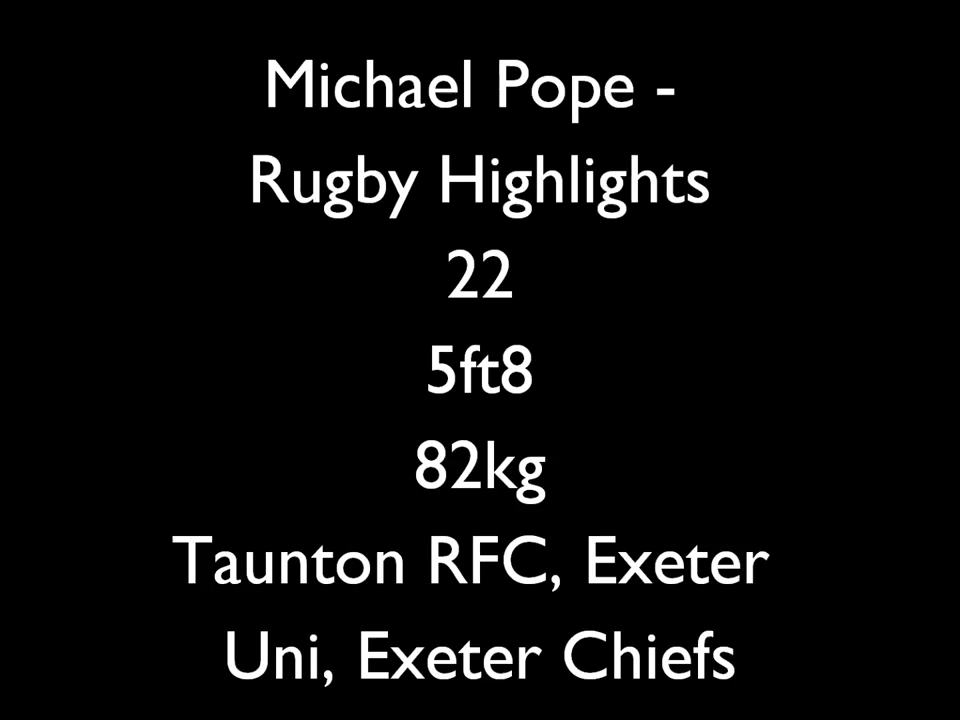 Michael Pope -
Rugby Highlights
22
5ft8
82kg
Taunton RFC, Exeter
Uni, Exeter Chiefs